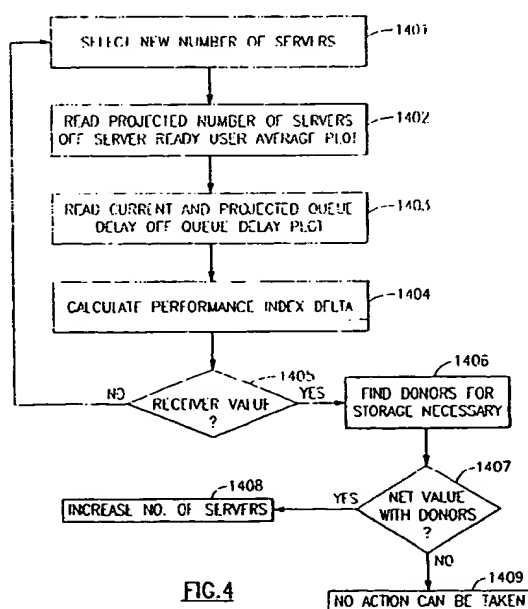 1401
SELECT NEW NUMBER OF SERVERS
1402
READ PROJECTED NUMBER OF SERVERS
OFF SERVER READY USER AVERAGE PLOT
1403
READ CURRENT AND PROJECTED QUEUE
DELAY OFF QUEUE DELAY PLOT
1404
CALCULATE PERFORMANCE INDEX DELTA
1405
NO
RECEIVER VALUE
?
YES
1406
FIND DONORS FOR
STORAGE NECESSARY
1407
NET VALUE
WITH DONORS
?
YES
1408
INCREASE NO. OF SERVERS
NO
1409
NO ACTION CAN BE TAKEN
FIG.4